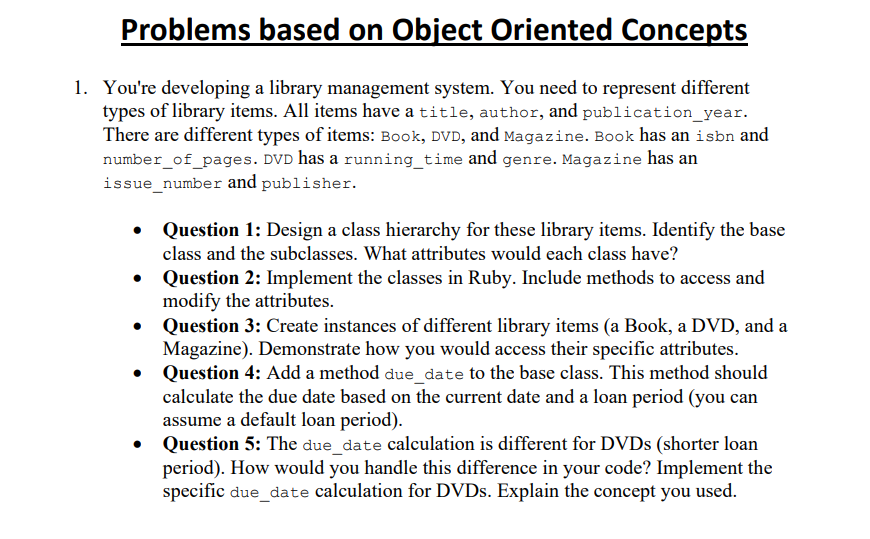 Problems based on Object Oriented Concepts
1. You're developing a library management system. You need to represent different
types of library items. All items have a title, author, and publication_year.
There are different types of items: Book, DVD, and Magazine. Book has an isbn and
number_of_pages. DVD has a running_time and genre. Magazine has an
issue_number and publisher.
• Question 1: Design a class hierarchy for these library items. Identify the base
class and the subclasses. What attributes would each class have?
• Question 2: Implement the classes in Ruby. Include methods to access and
modify the attributes.
• Question 3: Create instances of different library items (a Book, a DVD, and a
Magazine). Demonstrate how you would access their specific attributes.
• Question 4: Add a method due_date to the base class. This method should
calculate the due date based on the current date and a loan period (you can
assume a default loan period).
• Question 5: The due_date calculation is different for DVDs (shorter loan
period). How would you handle this difference in your code? Implement the
specific due_date calculation for DVDs. Explain the concept you used.